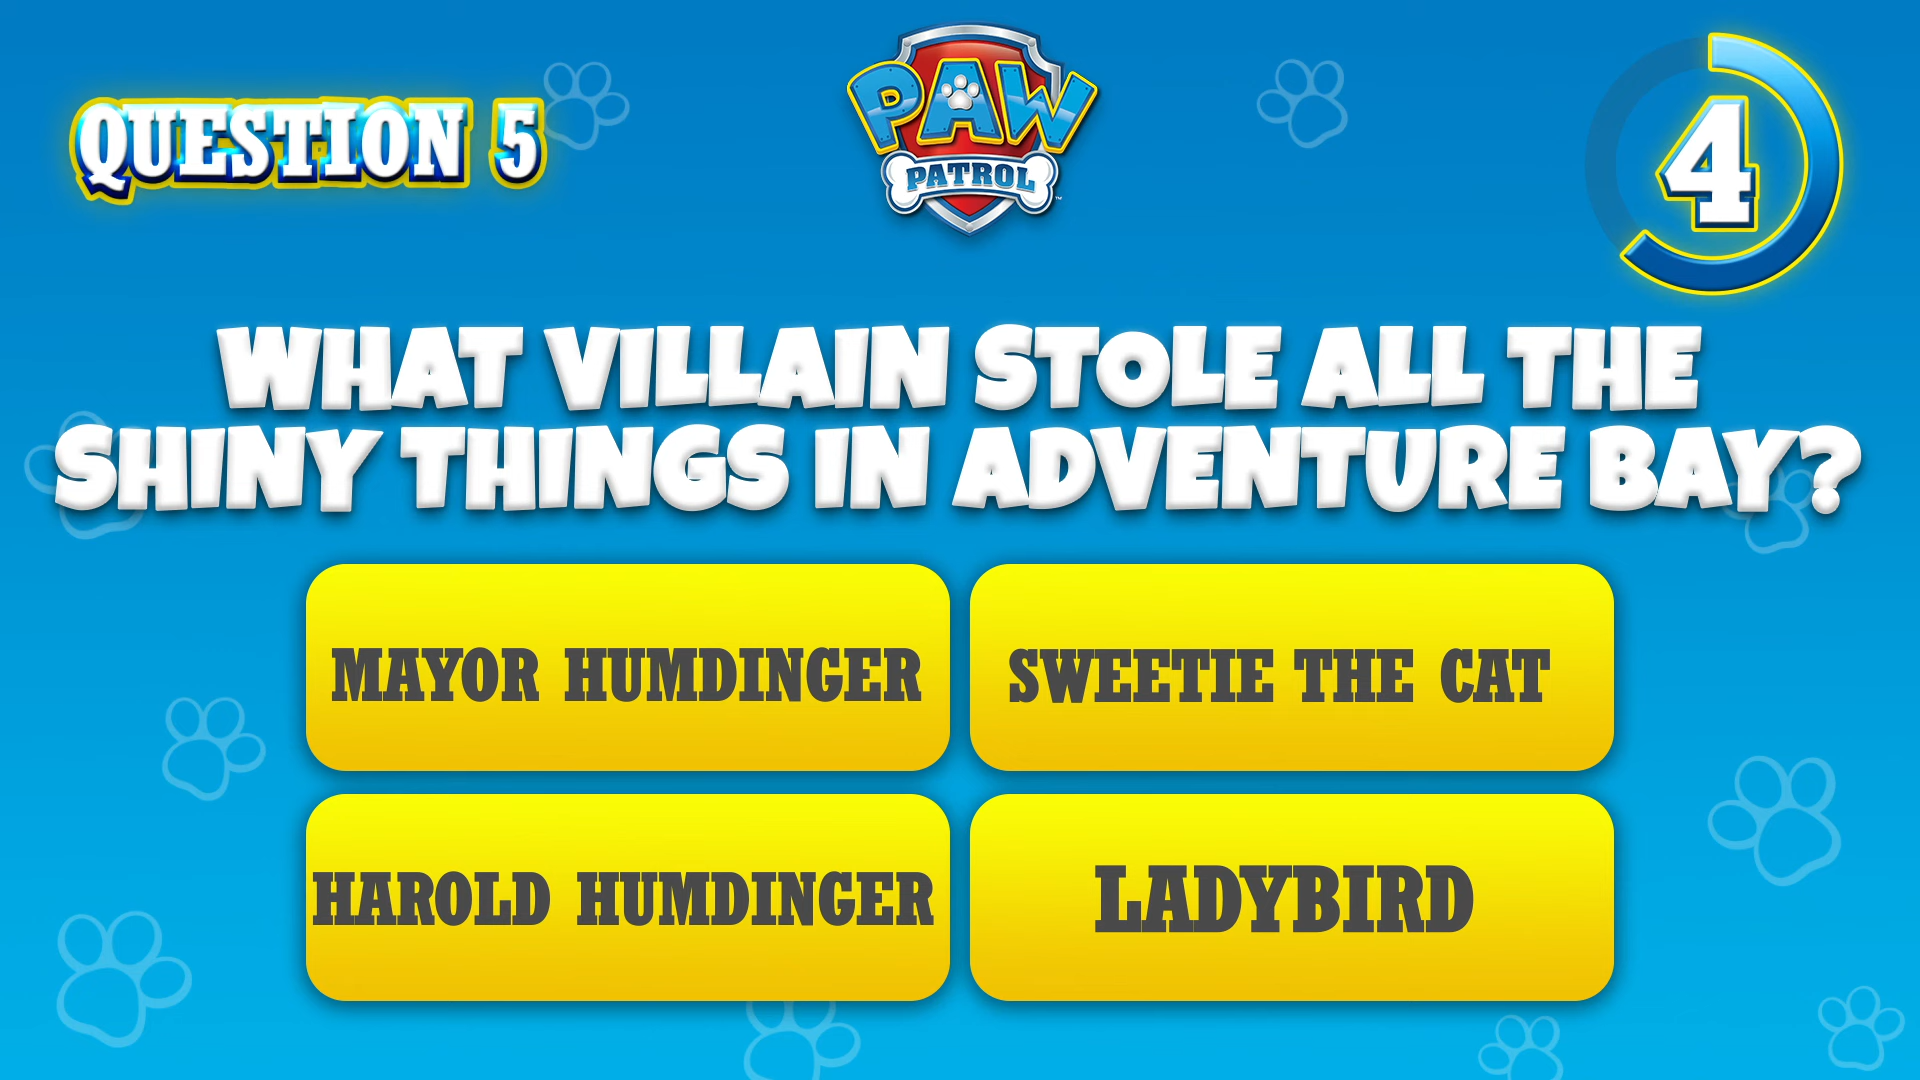 QUESTION 5
PAW
PATROL
4
WHAT VILLAIN STOLE ALL THE
SHINY THINGS IN ADVENTURE BAY?
MAYOR HUMDINGER
SWEETIE THE CAT
HAROLD HUMDINGER
LADYBIRD